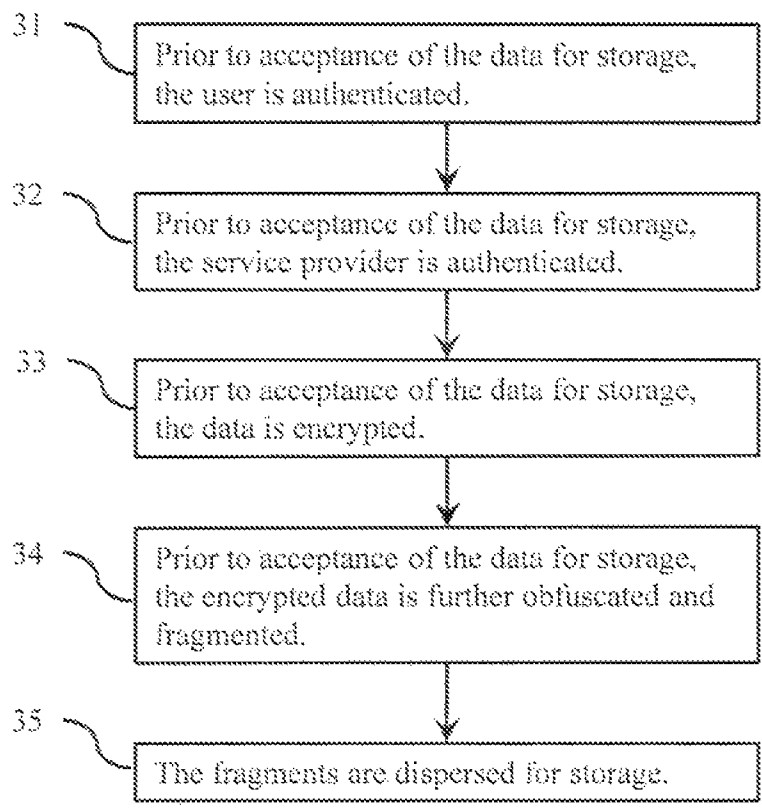 31
Prior to acceptance of the data for storage,
the user is authenticated.
32
Prior to acceptance of the data for storage,
the service provider is authenticated.
33
Prior to acceptance of the data for storage,
the data is encrypted.
34
Prior to acceptance of the data for storage,
the encrypted data is further obfuscated and
fragmented.
35
The fragments are dispersed for storage.